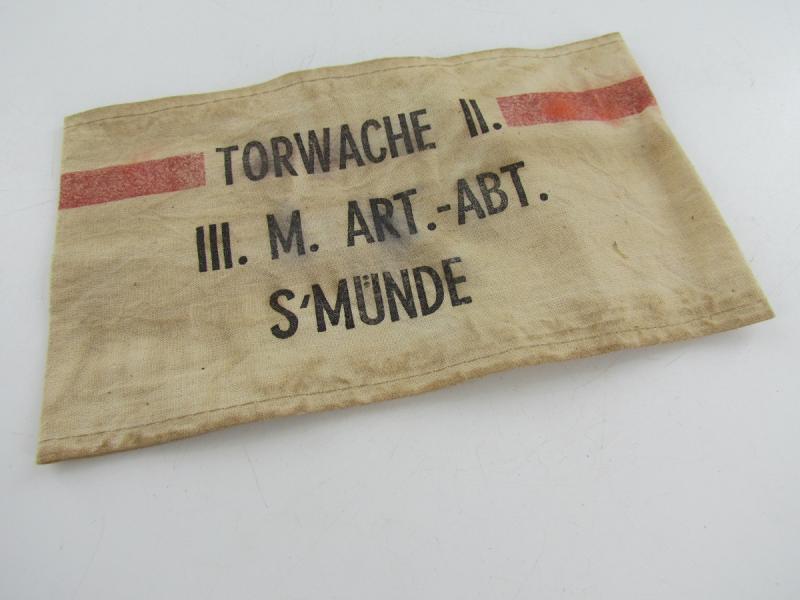 TORWACHE II.
III. M. ART.-ABT.
S'MÜNDE